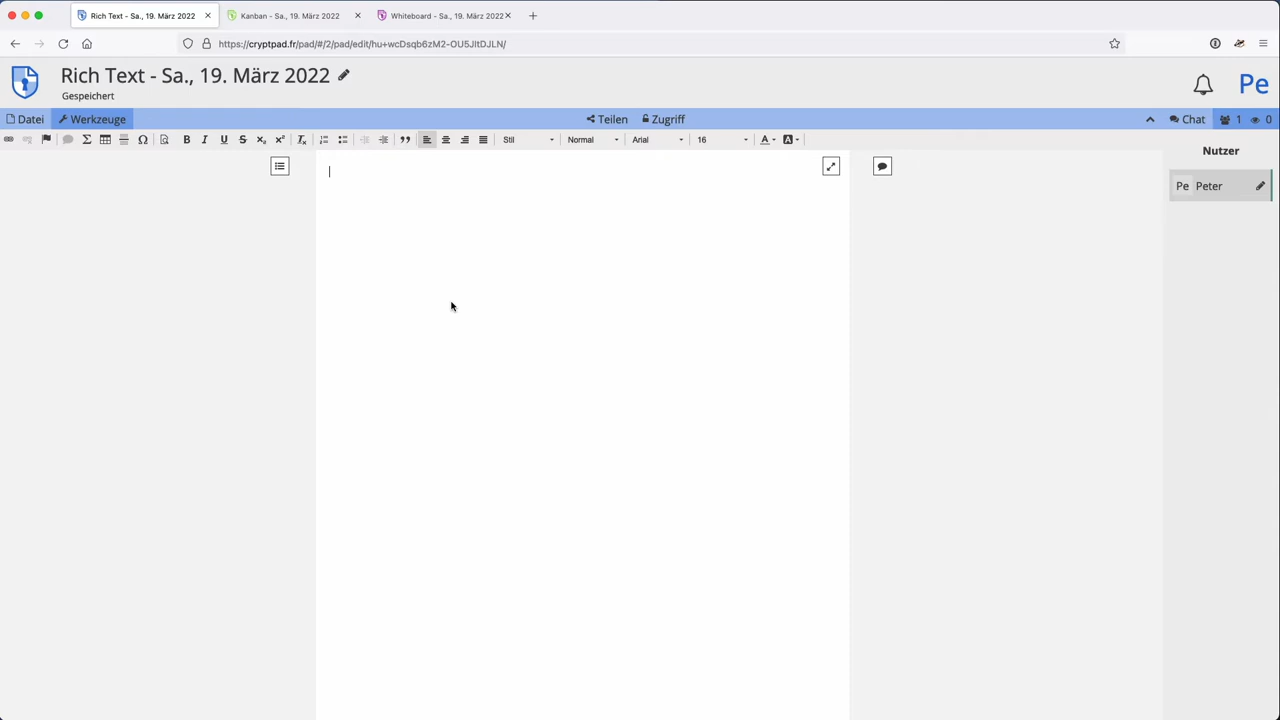 Rich Text - Sa., 19. März 2022
Kanban - Sa., 19. März 2022
Whiteboard - Sa., 19. März 2022
https://cryptpad.fr/pad/#/2/pad/edit/hu+wcDsqb6zM2-OU5JltDJLN/
Rich Text - Sa., 19. März 2022
Gespeichert
Pe
Datei
Werkzeuge
Teilen
Zugriff
Chat
1
0
Stil
Normal
Arial
16
Nutzer
Pe Peter